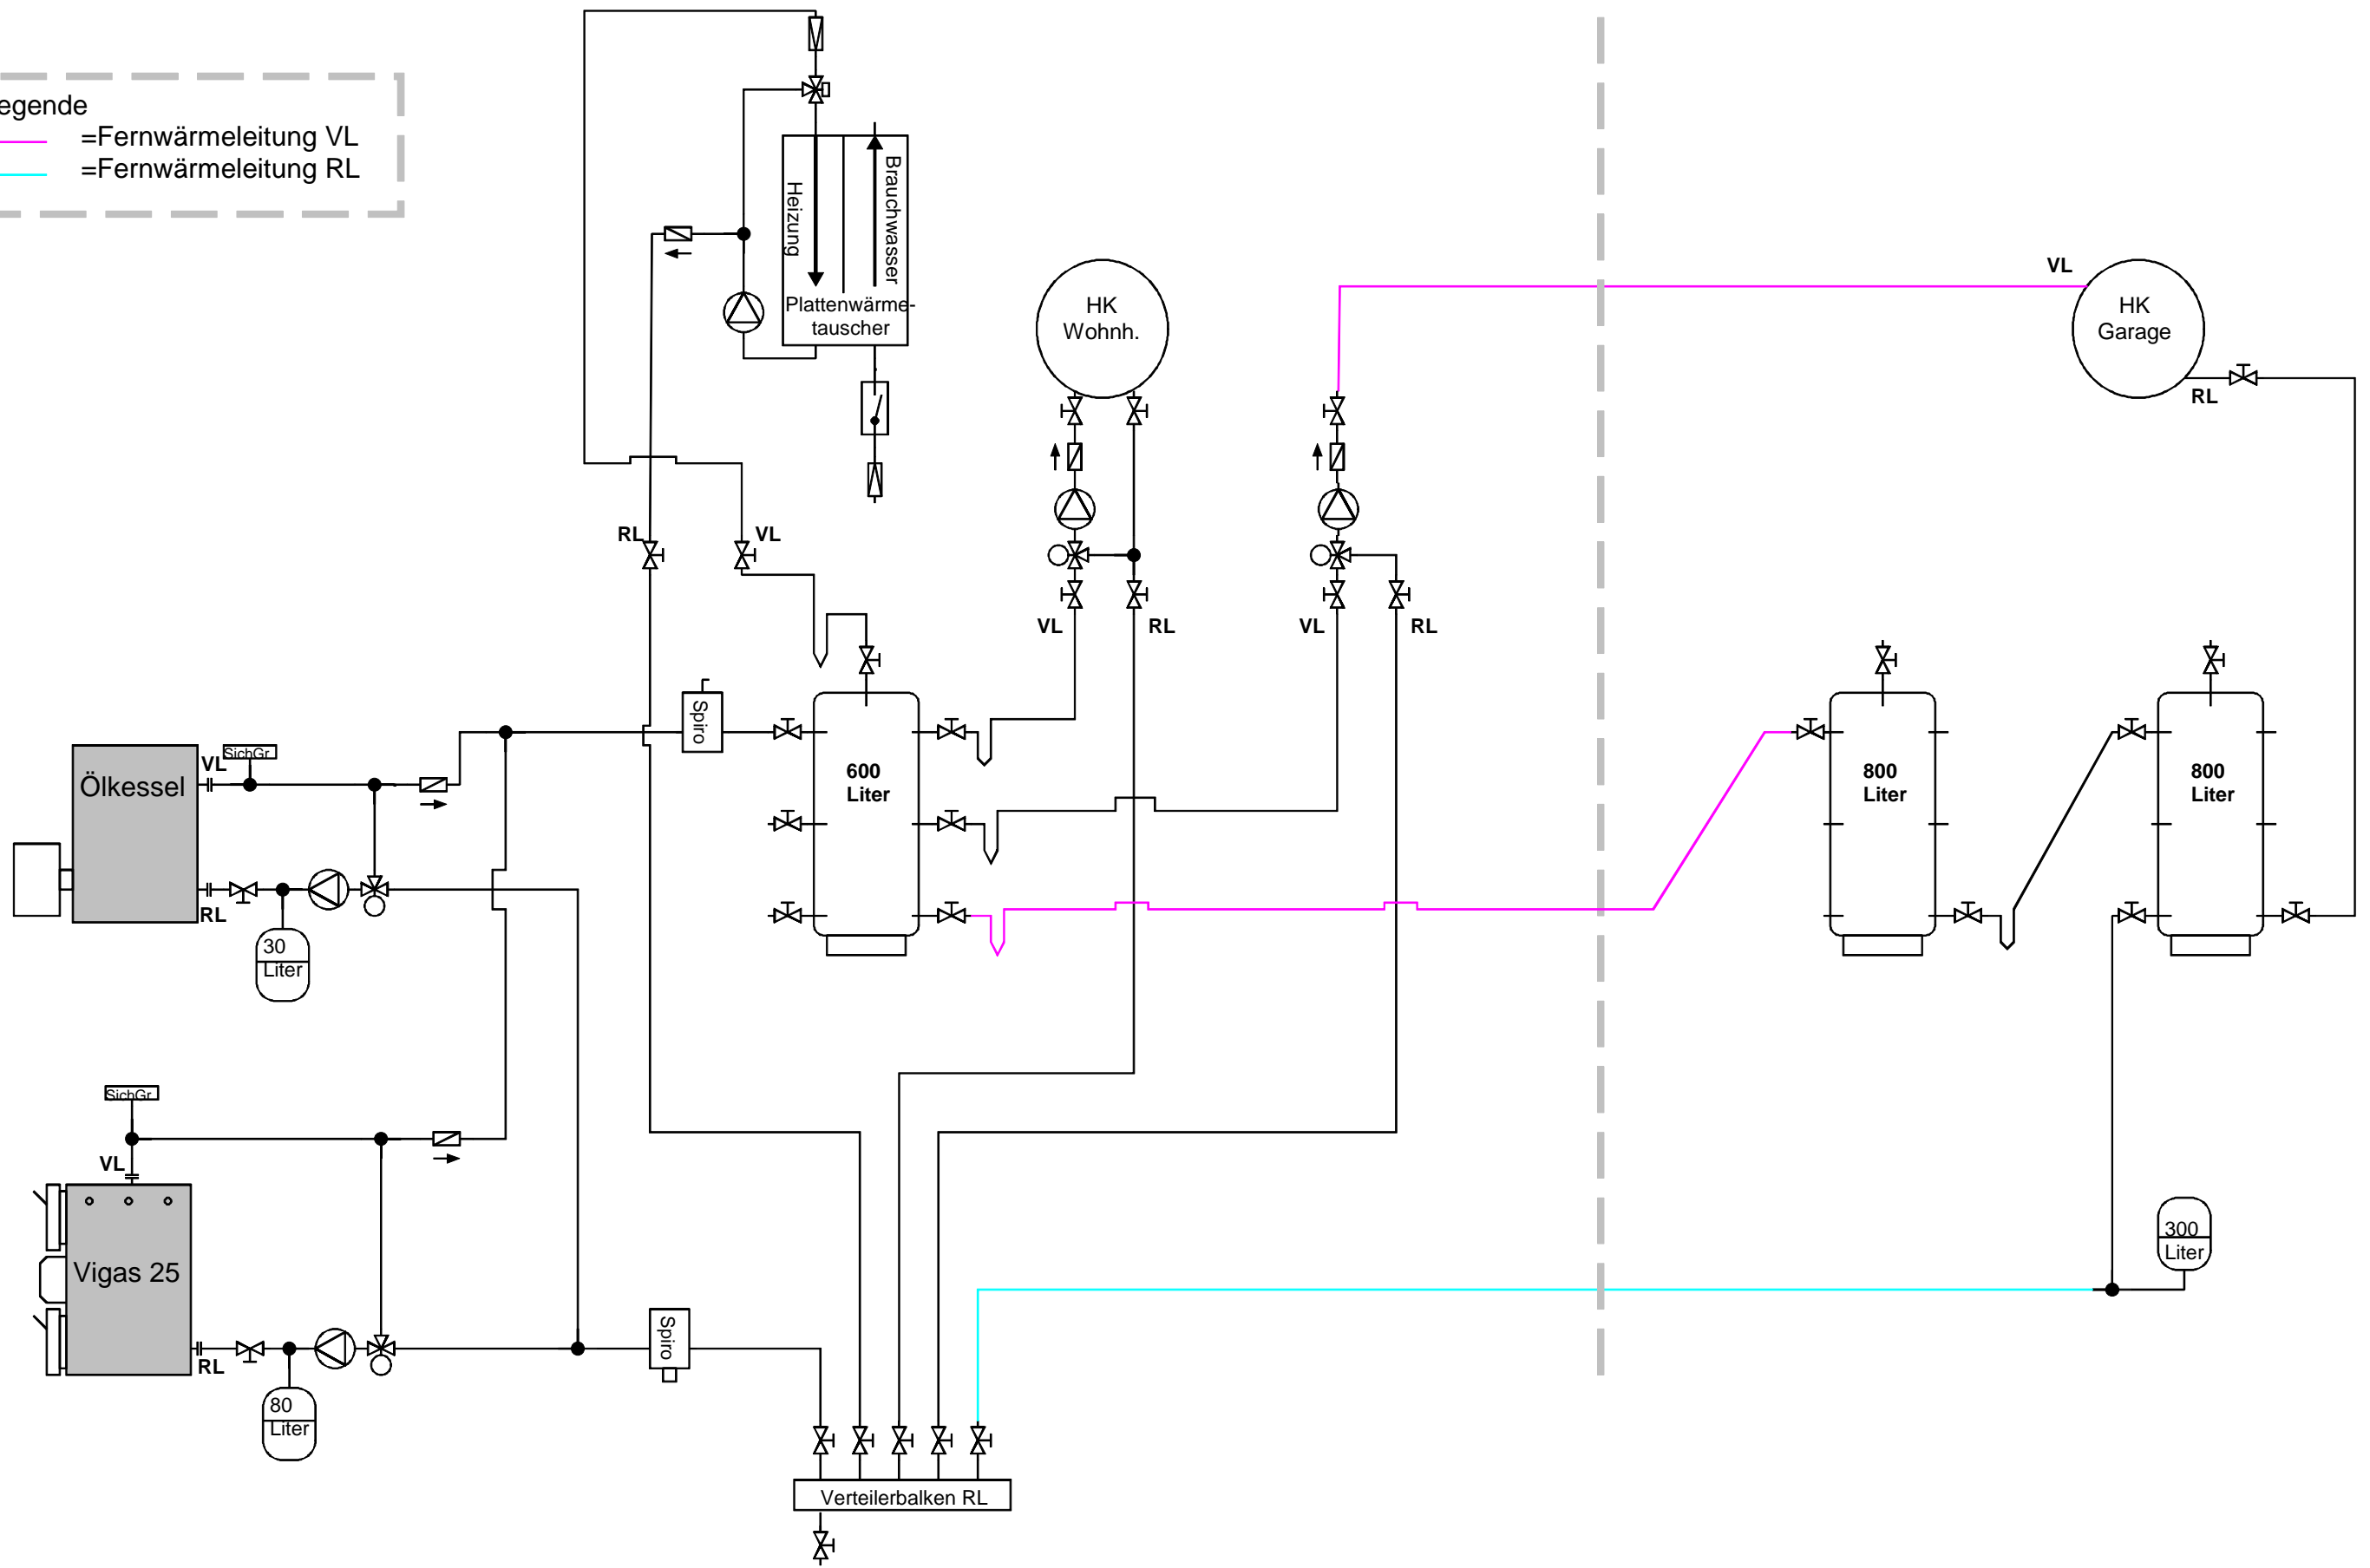 egende
=Fernwärmeleitung VL
=Fernwärmeleitung RL
Heizung
Brauchwasser
Plattenwärme-
tauscher
HK
Wohnh.
VL
HK
Garage
RL
RL
VL
VL
RL
VL
RL
Spiro
600
Liter
800
Liter
800
Liter
Ölkessel
VL
SichGr
RL
30
Liter
SichGr
VL
Vigas 25
RL
80
Liter
Spiro
300
Liter
Verteilerbalken RL